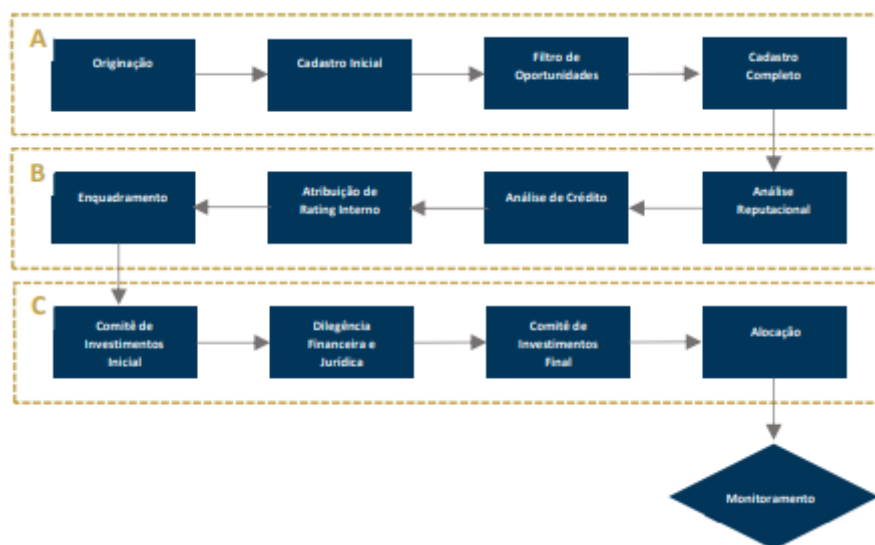 A
Originação
Cadastro Inicial
Filtro de
Oportunidades
Cadastro
Completo
B
Enquadramento
Atribuição de
Rating Interno
Análise de Crédito
Análise
Reputacional
C
Comitê de
Investimentos
Inicial
Diligência
Financeira e
Jurídica
Comitê de
Investimentos
Final
Alocação
Monitoramento